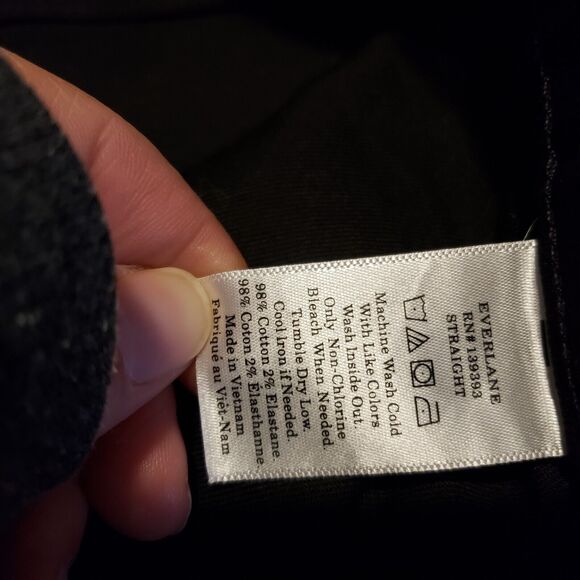 EVERLANE
RN# 139393
STRAIGHT
Machine Wash Cold
With Like Colors
Wash Inside Out.
Only Non-Chlorine
Bleach When Needed.
Tumble Dry Low.
Cool Iron if Needed.
98% Cotton 2% Elastane
98% Coton 2% Elasthanne
Made in Vietnam
Fabriqué au Viêt-Nam